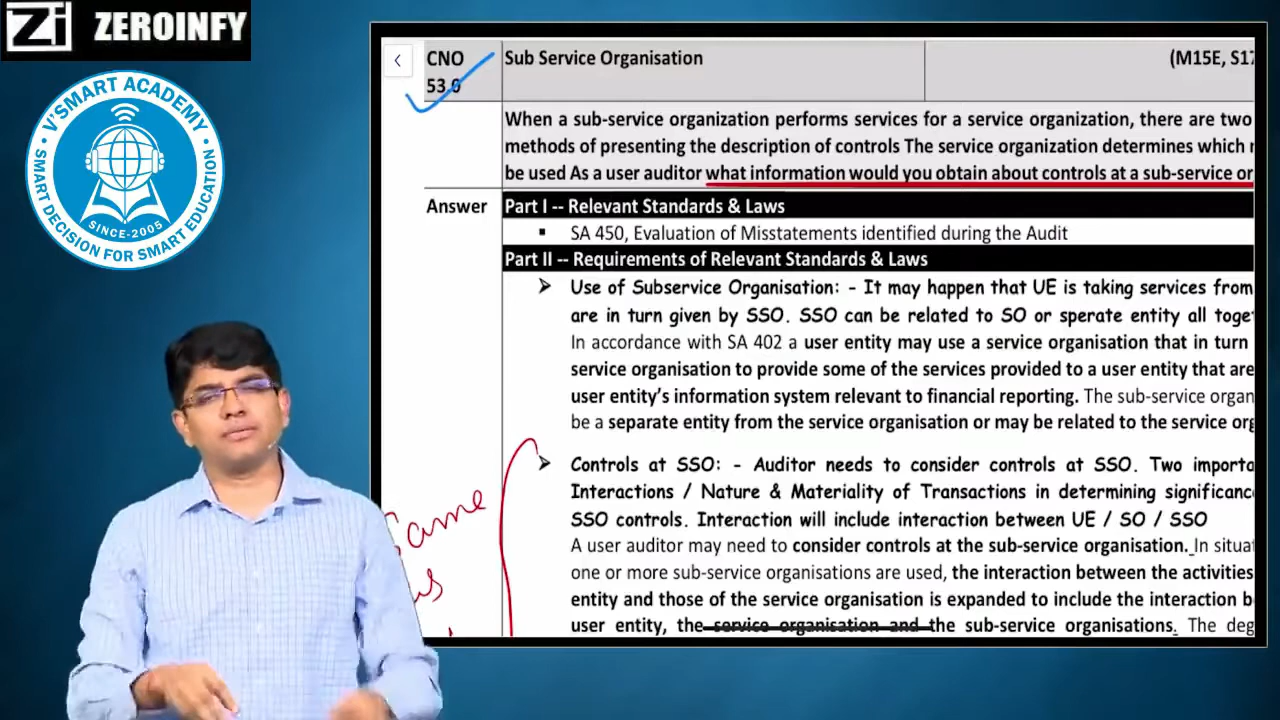 Zi ZEROINFY
V'SMART ACADEMY
SMART DECISION FOR SMART EDUCATION
SINCE-2005
CNO
53.0
Sub Service Organisation
(M15E, S17
When a sub-service organization performs services for a service organization, there are two
methods of presenting the description of controls The service organization determines which
be used As a user auditor what information would you obtain about controls at a sub-service or
Answer
Part I -- Relevant Standards & Laws
▪ SA 450, Evaluation of Misstatements identified during the Audit
Part II -- Requirements of Relevant Standards & Laws
➢ Use of Subservice Organisation: - It may happen that UE is taking services from
are in turn given by SSO. SSO can be related to SO or sperate entity all toge
In accordance with SA 402 a user entity may use a service organisation that in turn
service organisation to provide some of the services provided to a user entity that are
user entity's information system relevant to financial reporting. The sub-service organ
be a separate entity from the service organisation or may be related to the service org
➢ Controls at SSO: - Auditor needs to consider controls at SSO. Two importa
Interactions / Nature & Materiality of Transactions in determining significance
SSO controls. Interaction will include interaction between UE / SO / SSO
A user auditor may need to consider controls at the sub-service organisation. In situat
one or more sub-service organisations are used, the interaction between the activities
entity and those of the service organisation is expanded to include the interaction b
user entity, the service organisation and the sub-service organisations. The deg
Same